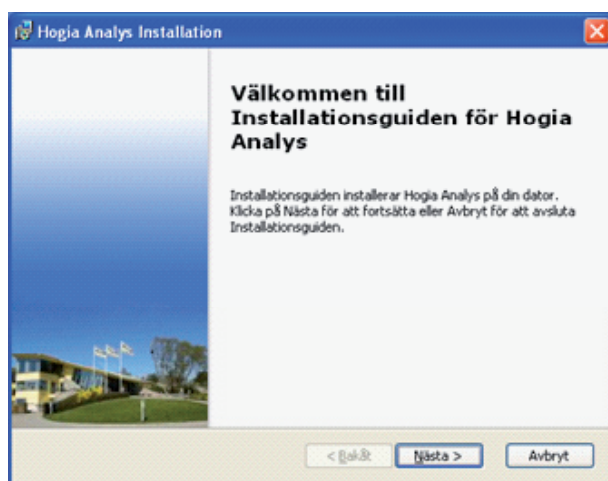 Hogia Analys Installation
Välkommen till
Installationsguiden för Hogia
Analys
Installationsguiden installerar Hogia Analys på din dator.
Klicka på Nästa för att fortsätta eller Avbryt för att avsluta
Installationsguiden.
< Bakåt
Nästa >
Avbryt